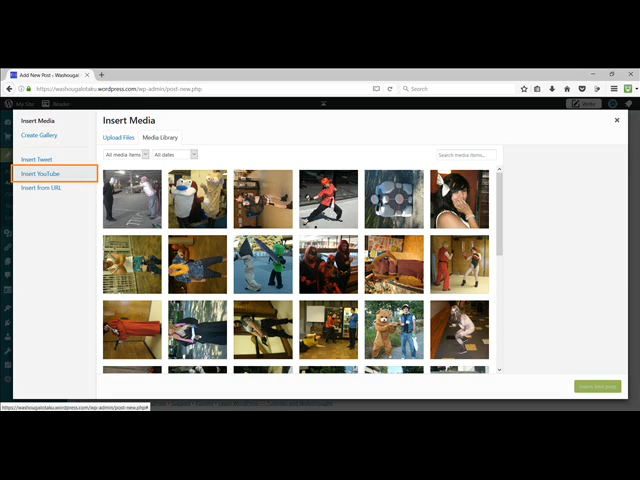 Add New Post ‹ Washougal
https://washougalotaku.wordpress.com/wp-admin/post-new.php
Search
My Site
Reader
Write
Insert Media
Create Gallery
Insert Tweet
Insert YouTube
Insert from URL
Insert Media
Upload Files
Media Library
All media items
All dates
Search media items...
Insert into post
https://washougalotaku.wordpress.com/wp-admin/post-new.php#